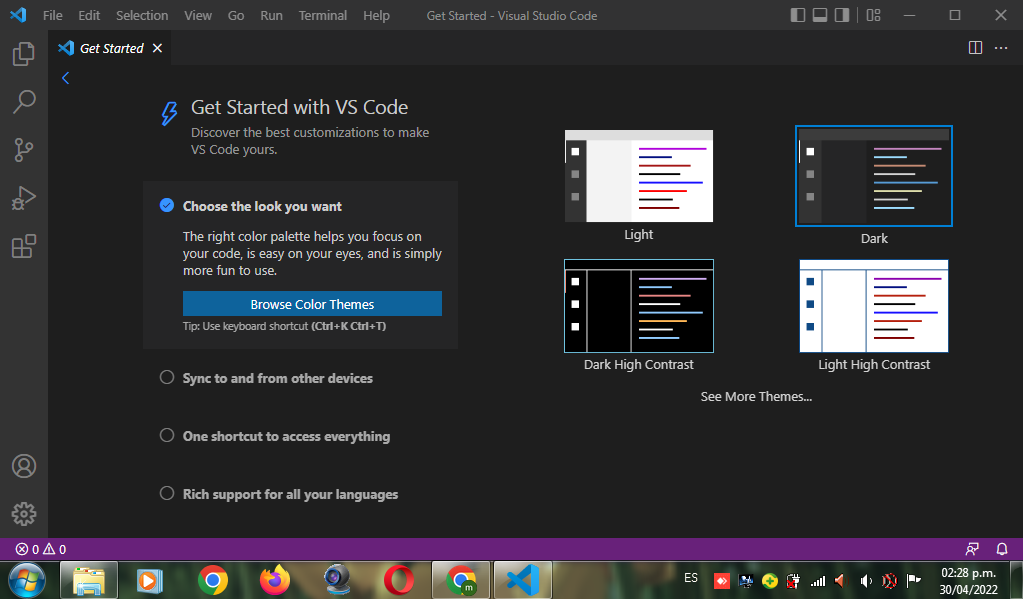 File Edit Selection View Go Run Terminal Help Get Started - Visual Studio Code
Get Started
Get Started with VS Code
Discover the best customizations to make
VS Code yours.
Choose the look you want
The right color palette helps you focus on
your code, is easy on your eyes, and is simply
more fun to use.
Browse Color Themes
Tip: Use keyboard shortcut (Ctrl+K Ctrl+T)
Sync to and from other devices
One shortcut to access everything
Rich support for all your languages
Light
Dark
Dark High Contrast
Light High Contrast
See More Themes...
0 0
m
ES
02:28 p.m.
30/04/2022